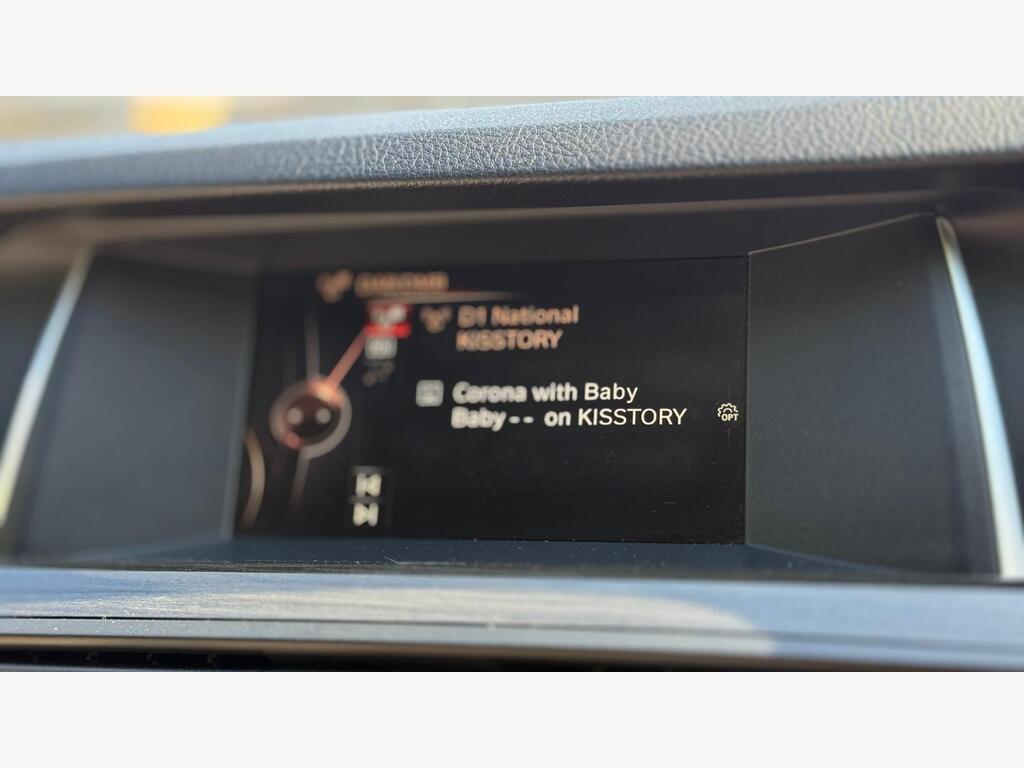 D1 National
KISSTORY
Corona with Baby
Baby -- on KISSTORY
OPT